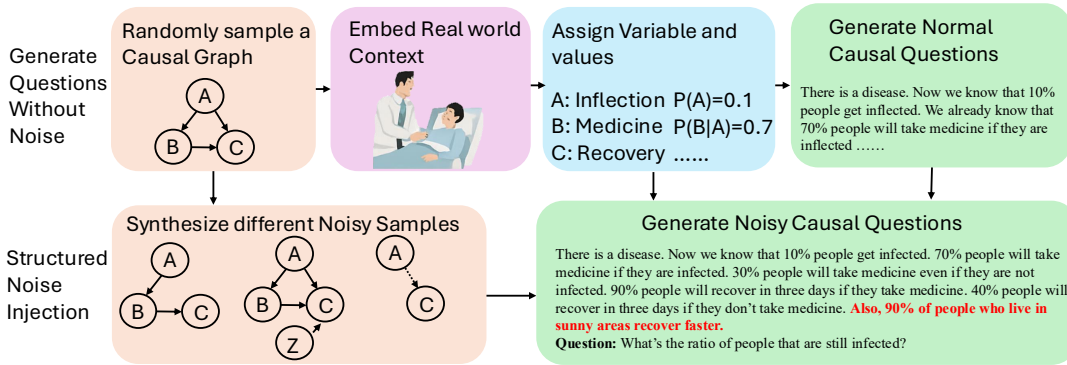 Generate
Questions
Without
Noise
Randomly sample a
Causal Graph
A
B
C
Embed Real world
Context
Assign Variable and
values
A: Inflection P(A)=0.1
B: Medicine P(B|A)=0.7
C: Recovery ......
Generate Normal
Causal Questions
There is a disease. Now we know that 10%
people get inflected. We already know that
70% people will take medicine if they are
inflected ......
Structured
Noise
Injection
Synthesize different Noisy Samples
A
B
C
A
B
C
Z
A
C
Generate Noisy Causal Questions
There is a disease. Now we know that 10% people get infected. 70% people will take
medicine if they are infected. 30% people will take medicine even if they are not
infected. 90% people will recover in three days if they take medicine. 40% people will
recover in three days if they don't take medicine. Also, 90% of people who live in
sunny areas recover faster.
Question: What's the ratio of people that are still infected?